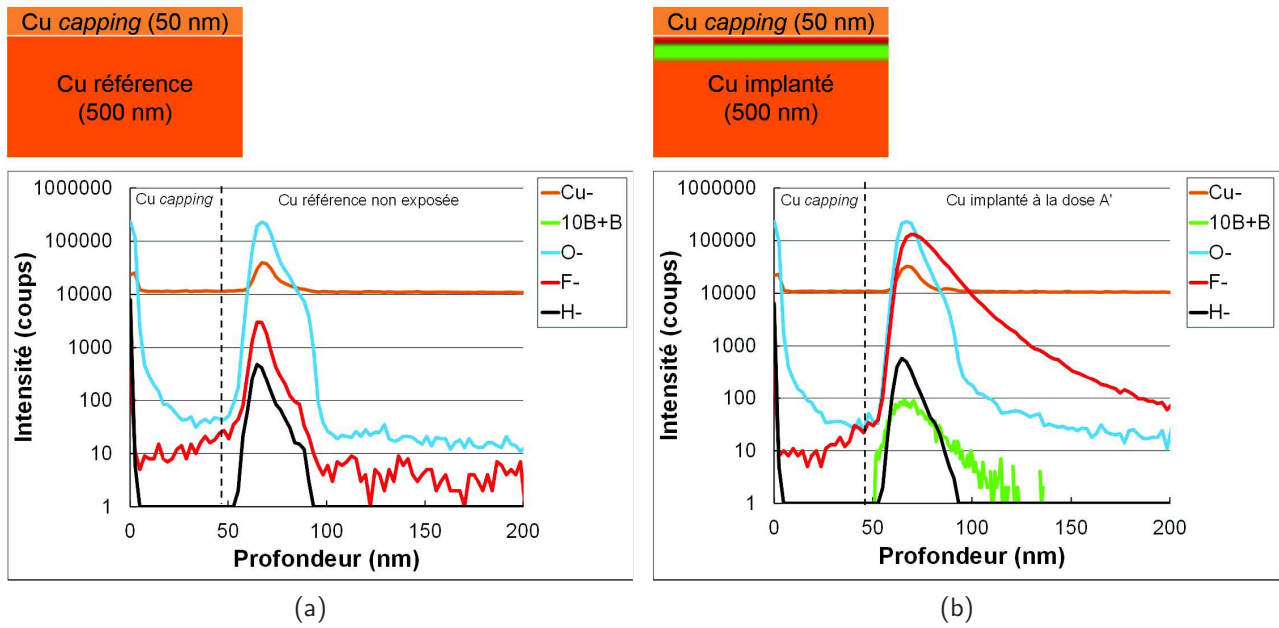 Cu capping (50 nm)
Cu référence
(500 nm)
Cu capping (50 nm)
Cu implanté
(500 nm)
Intensité (coups)
1000000
100000
10000
1000
100
10
1
Cu capping
Cu référence non exposée
Cu-
10B+B
O-
F-
H-
0
50
100
150
200
Profondeur (nm)
(a)
Intensité (coups)
1000000
100000
10000
1000
100
10
1
Cu capping
Cu implanté à la dose A'
Cu-
10B+B
O-
F-
H-
0
50
100
150
200
Profondeur (nm)
(b)